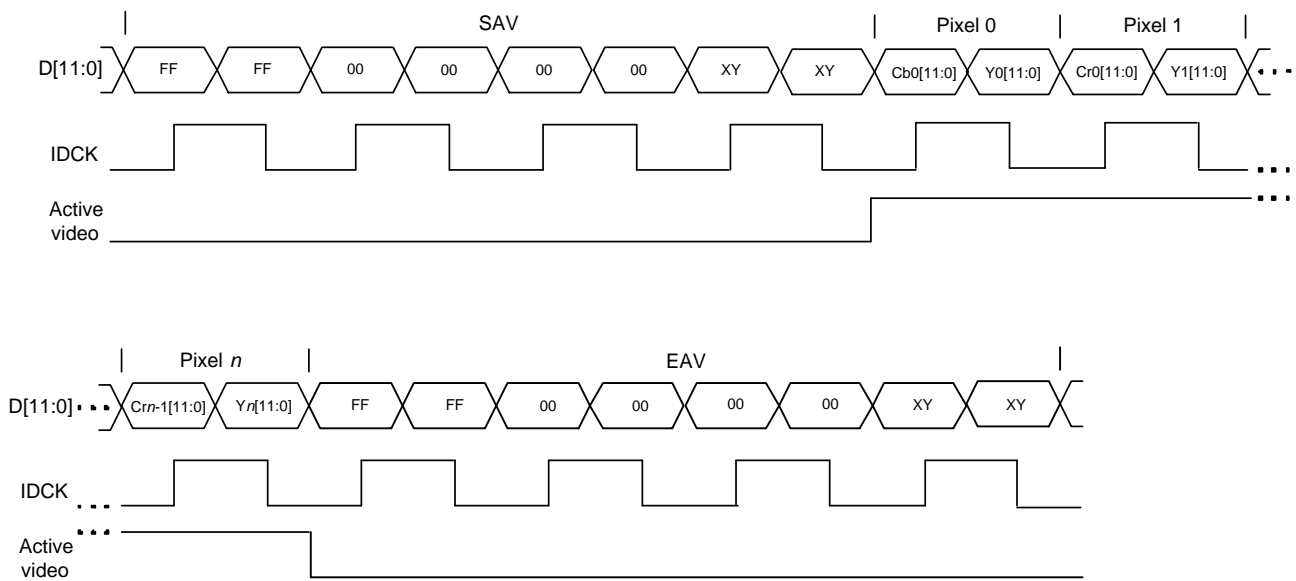 SAV Pixel 0 Pixel 1
D[11:0] FF FF 00 00 00 00 XY XY Cb0[11:0] Y0[11:0] Cr0[11:0] Y1[11:0]
IDCK
Active
video
Pixel n EAV
D[11:0] Crn-1[11:0] Yn[11:0] FF FF 00 00 00 00 XY XY
IDCK
Active
video